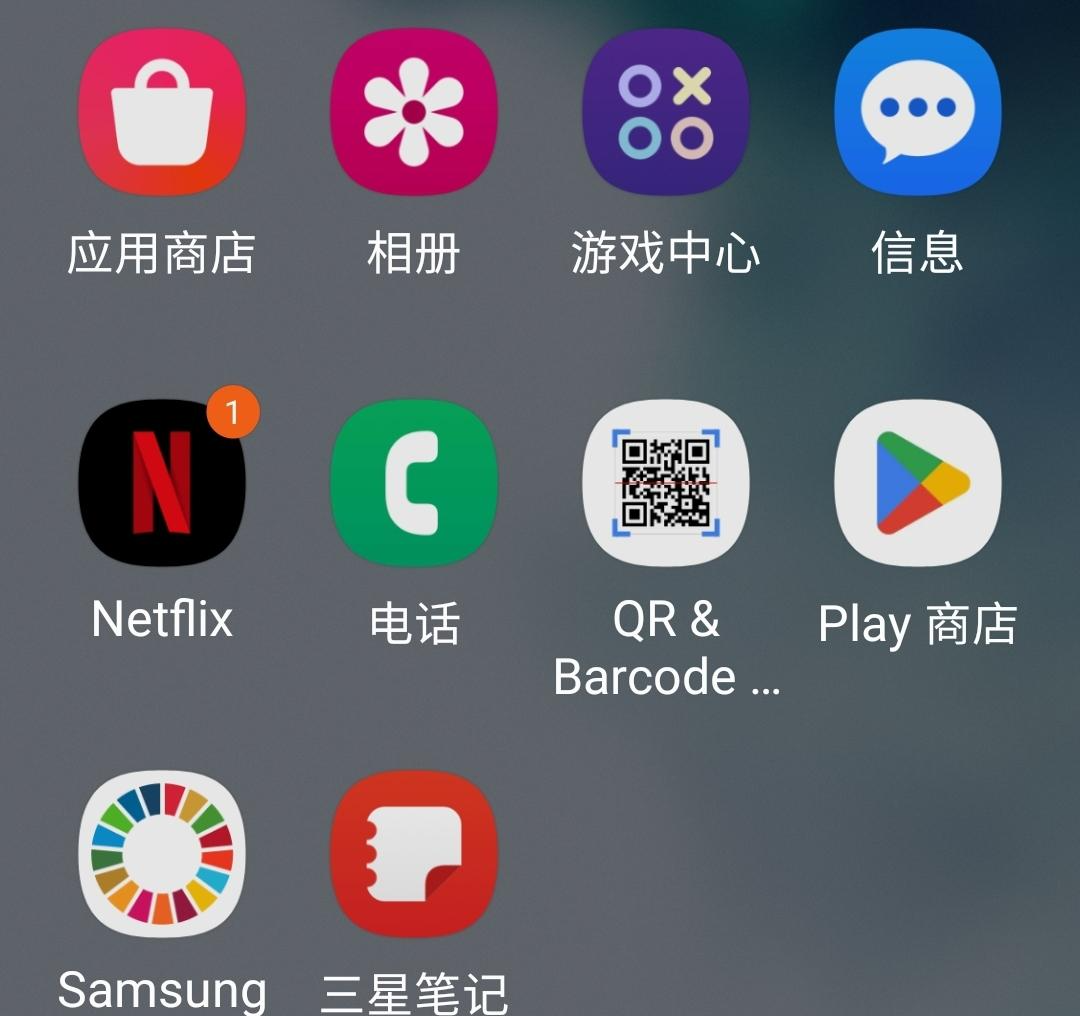 应用商店
相册
游戏中心
信息
1
Netflix
电话
QR &
Barcode ...
Play 商店
Samsung
三星笔记